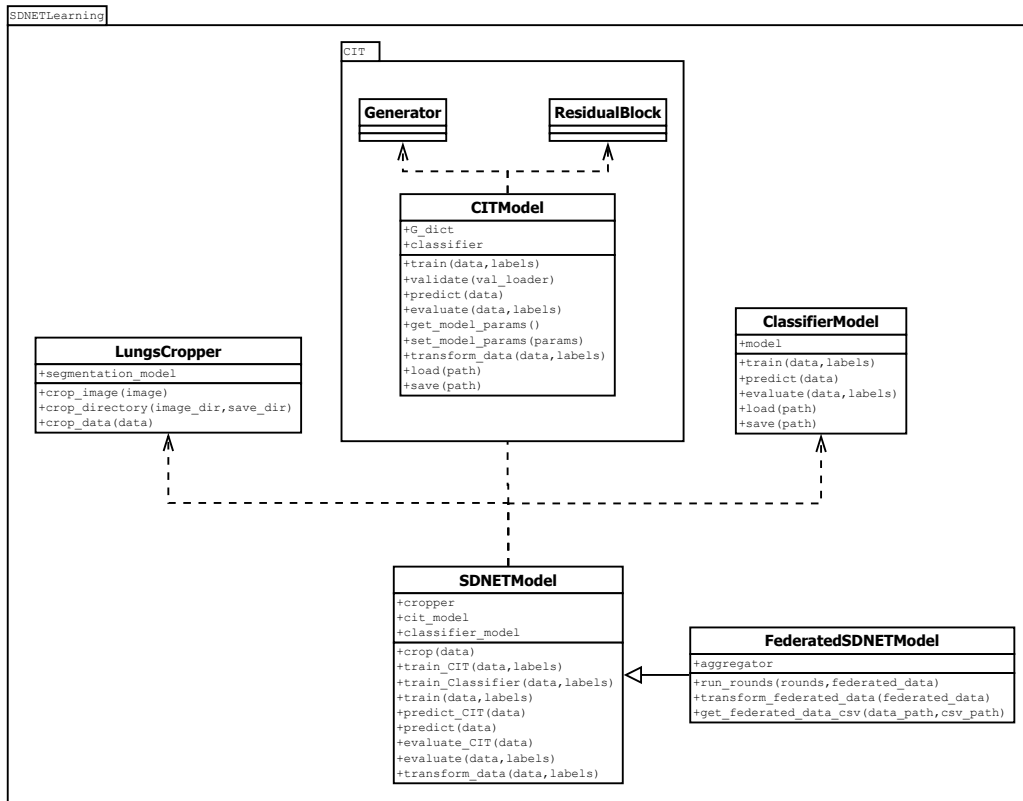 SDNETLearning
CIT
Generator
ResidualBlock
CITModel
+G_dict
+classifier
+train(data,labels)
+validate(val_loader)
+predict(data)
+evaluate(data,labels)
+get_model_params()
+set_model_params(params)
+transform_data(data,labels)
+load(path)
+save(path)
LungsCropper
+segmentation_model
+crop_image(image)
+crop_directory(image_dir,save_dir)
+crop_data(data)
ClassifierModel
+model
+train(data,labels)
+predict(data)
+evaluate(data,labels)
+load(path)
+save(path)
SDNETModel
+cropper
+cit_model
+classifier_model
+crop(data)
+train_CIT(data,labels)
+train_Classifier(data,labels)
+train(data,labels)
+predict_CIT(data)
+predict(data)
+evaluate_CIT(data)
+evaluate(data,labels)
+transform_data(data,labels)
FederatedSDNETModel
+aggregator
+run_rounds(rounds,federated_data)
+transform_federated_data(federated_data)
+get_federated_data_csv(data_path,csv_path)